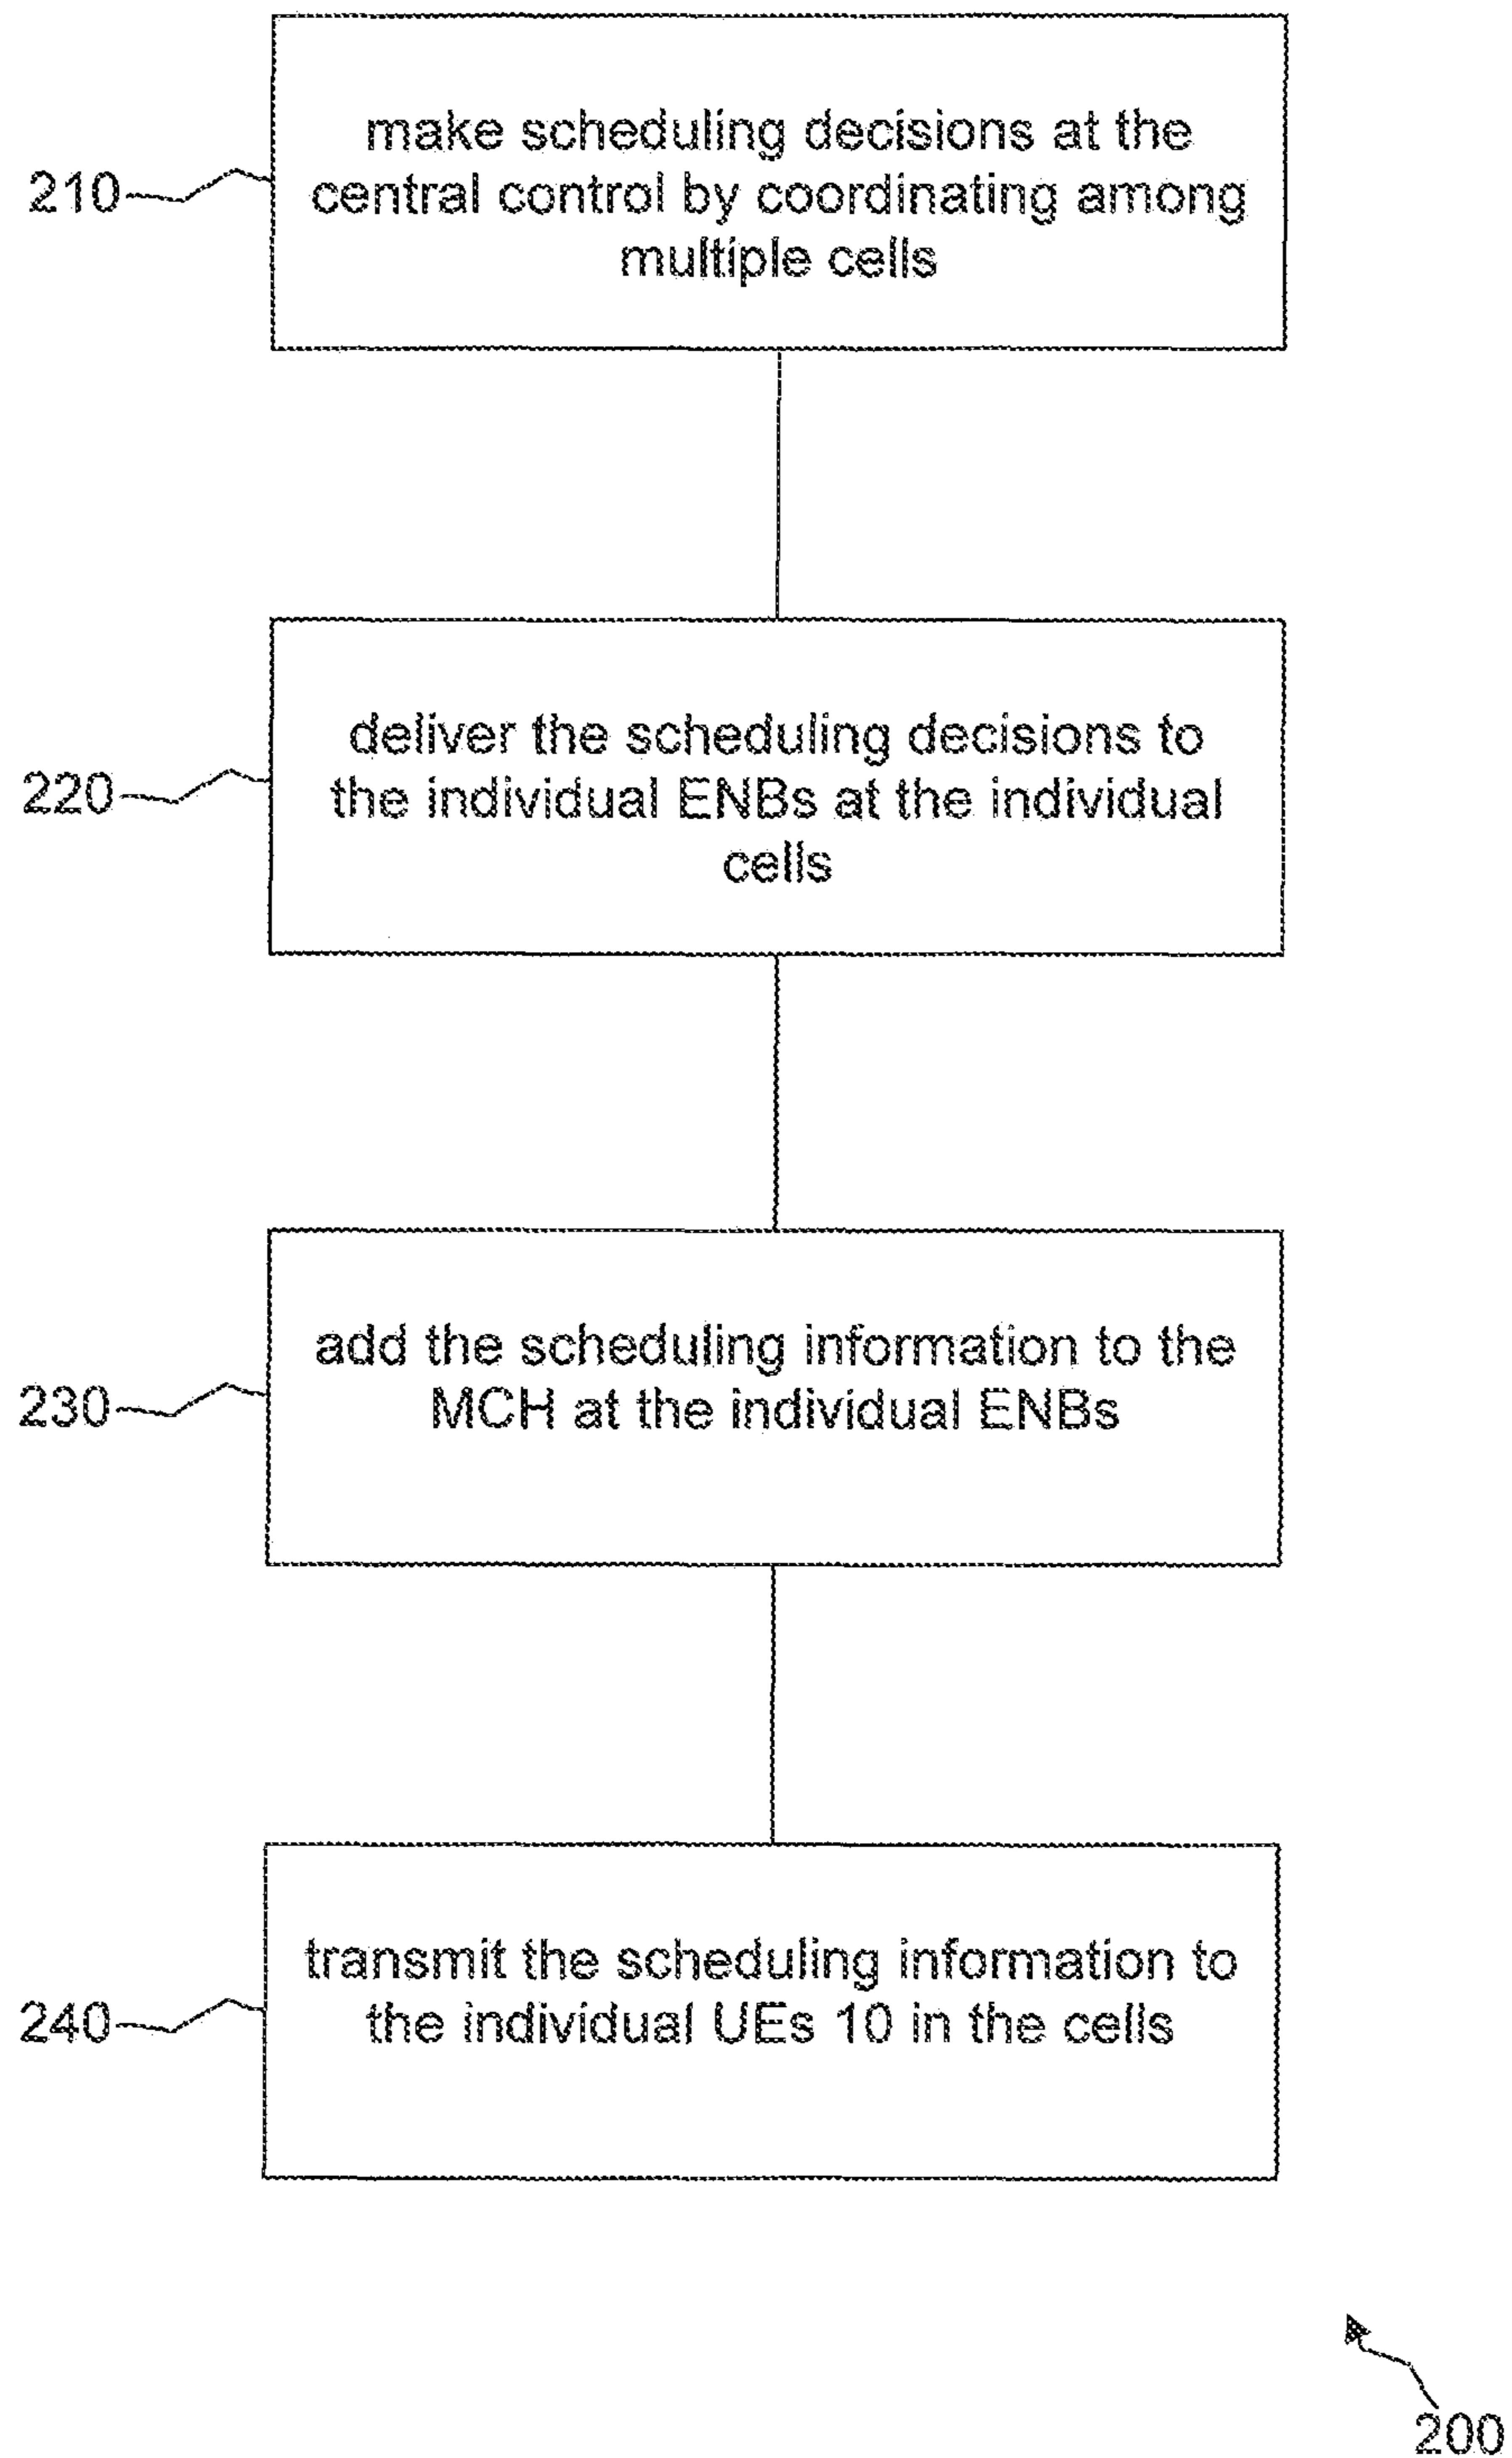 make scheduling decisions at the
210
central control by coordinating among
multiple cells
deliver the scheduling decisions to
220
the individual ENBs at the individual
cells
add the scheduling information to the
230
MCH at the individual ENBs
transmit the scheduling information to
240
the individual UEs 10 in the cells
200